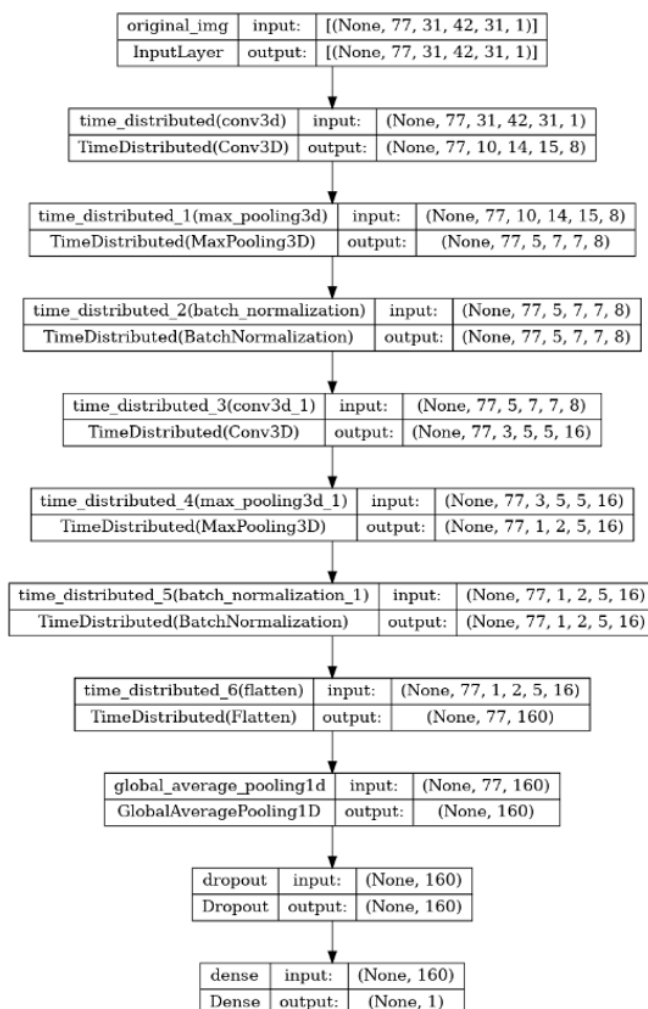 original_img input: [(None, 77, 31, 42, 31, 1)]
InputLayer output: [(None, 77, 31, 42, 31, 1)]
time_distributed(conv3d) input: (None, 77, 31, 42, 31, 1)
TimeDistributed(Conv3D) output: (None, 77, 10, 14, 15, 8)
time_distributed_1(max_pooling3d) input: (None, 77, 10, 14, 15, 8)
TimeDistributed(MaxPooling3D) output: (None, 77, 5, 7, 7, 8)
time_distributed_2(batch_normalization) input: (None, 77, 5, 7, 7, 8)
TimeDistributed(BatchNormalization) output: (None, 77, 5, 7, 7, 8)
time_distributed_3(conv3d_1) input: (None, 77, 5, 7, 7, 8)
TimeDistributed(Conv3D) output: (None, 77, 3, 5, 5, 16)
time_distributed_4(max_pooling3d_1) input: (None, 77, 3, 5, 5, 16)
TimeDistributed(MaxPooling3D) output: (None, 77, 1, 2, 5, 16)
time_distributed_5(batch_normalization_1) input: (None, 77, 1, 2, 5, 16)
TimeDistributed(BatchNormalization) output: (None, 77, 1, 2, 5, 16)
time_distributed_6(flatten) input: (None, 77, 1, 2, 5, 16)
TimeDistributed(Flatten) output: (None, 77, 160)
global_average_pooling1d input: (None, 77, 160)
GlobalAveragePooling1D output: (None, 160)
dropout input: (None, 160)
Dropout output: (None, 160)
dense input: (None, 160)
Dense output: (None, 1)